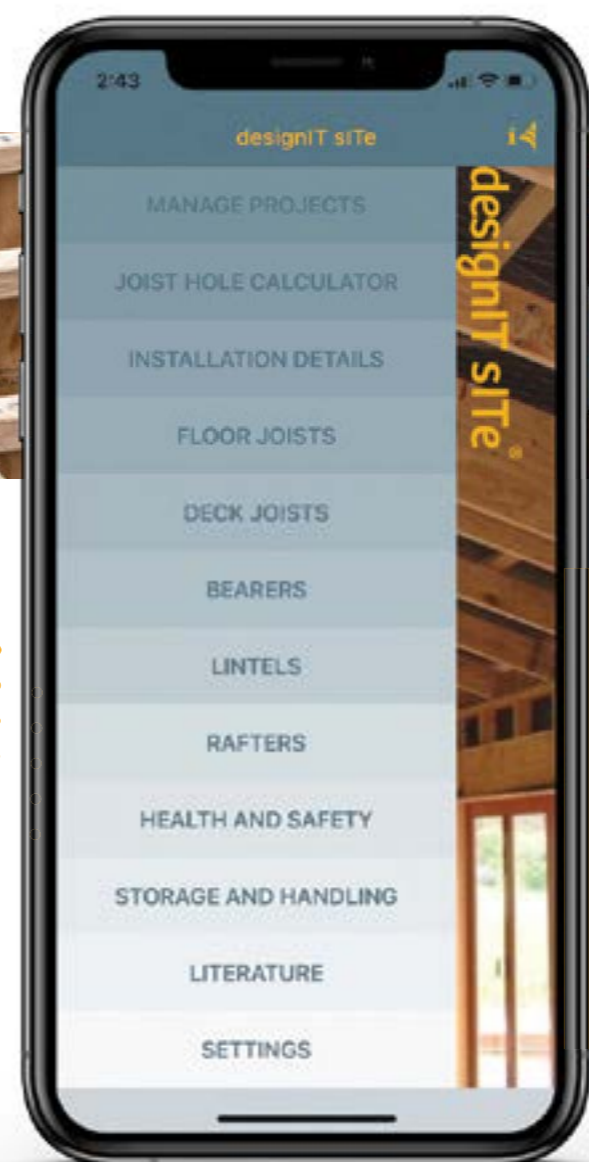 2:43
designIT sITe
MANAGE PROJECTS
JOIST HOLE CALCULATOR
INSTALLATION DETAILS
FLOOR JOISTS
DECK JOISTS
BEARERS
LINTELS
RAFTERS
HEALTH AND SAFETY
STORAGE AND HANDLING
LITERATURE
SETTINGS
designIT sITe®